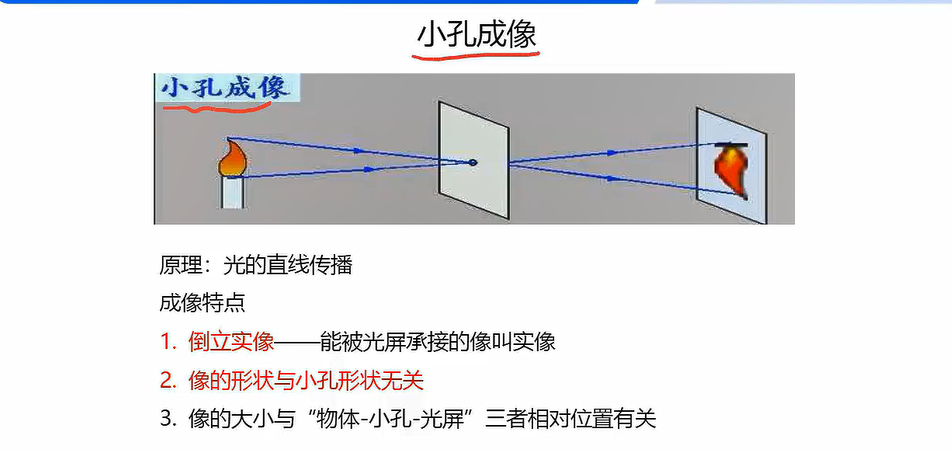 小孔成像
小孔成像
原理：光的直线传播
成像特点
1. 倒立实像——能被光屏承接的像叫实像
2. 像的形状与小孔形状无关
3. 像的大小与“物体-小孔-光屏”三者相对位置有关